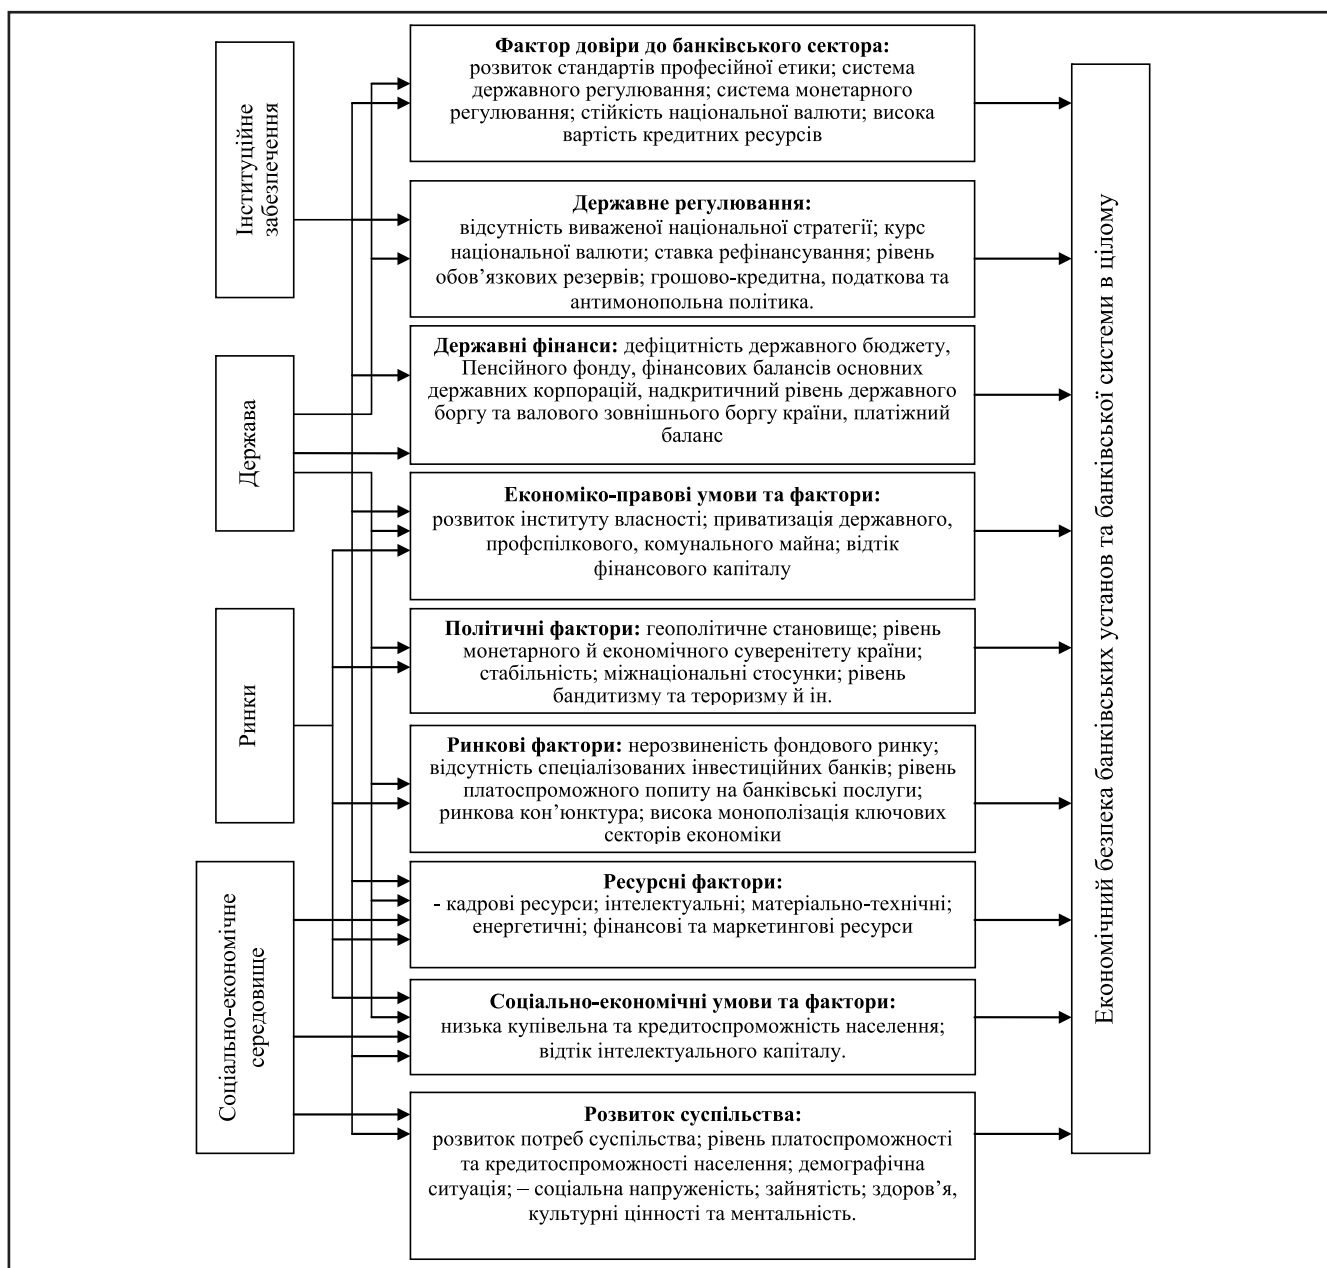 Інституційне
забезпечення
Держава
Ринки
Соціально-економічне
середовище
Фактор довіри до банківського сектора:
розвиток стандартів професійної етики; система
державного регулювання; система монетарного
регулювання; стійкість національної валюти; висока
вартість кредитних ресурсів
Державне регулювання:
відсутність виваженої національної стратегії; курс
національної валюти; ставка рефінансування; рівень
обов’язкових резервів; грошово-кредитна, податкова та
антимонопольна політика.
Державні фінанси: дефіцитність державного бюджету,
Пенсійного фонду, фінансових балансів основних
державних корпорацій, надкритичний рівень державного
боргу та валового зовнішнього боргу країни, платіжний
баланс
Економіко-правові умови та фактори:
розвиток інституту власності; приватизація державного,
профспілкового, комунального майна; відтік
фінансового капіталу
Політичні фактори: геополітичне становище; рівень
монетарного й економічного суверенітету країни;
стабільність; міжнаціональні стосунки; рівень
бандитизму та тероризму й ін.
Ринкові фактори: нерозвиненість фондового ринку;
відсутність спеціалізованих інвестиційних банків; рівень
платоспроможного попиту на банківські послуги;
ринкова кон’юнктура; висока монополізація ключових
секторів економіки
Ресурсні фактори:
- кадрові ресурси; інтелектуальні; матеріально-технічні;
енергетичні; фінансові та маркетингові ресурси
Соціально-економічні умови та фактори:
низька купівельна та кредитоспроможність населення;
відтік інтелектуального капіталу.
Розвиток суспільства:
розвиток потреб суспільства; рівень платоспроможності
та кредитоспроможності населення; демографічна
ситуація; – соціальна напруженість; зайнятість; здоров’я,
культурні цінності та ментальність.
Економічний безпека банківських установ та банківської системи в цілому